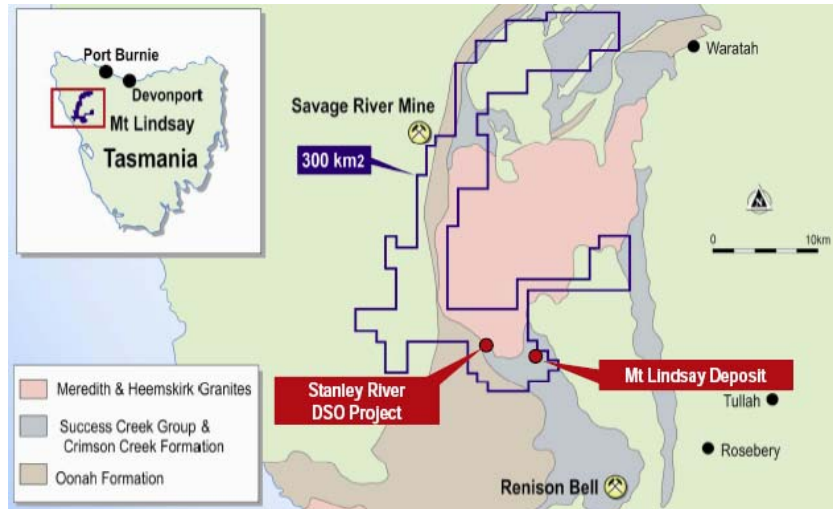 Port Burnie
Devonport
Mt Lindsay
Tasmania
Waratah
Savage River Mine
300 km2
N
0 10km
Stanley River
DSO Project
Mt Lindsay Deposit
Tullah
Rosebery
Renison Bell
Meredith & Heemskirk Granites
Success Creek Group &
Crimson Creek Formation
Oonah Formation